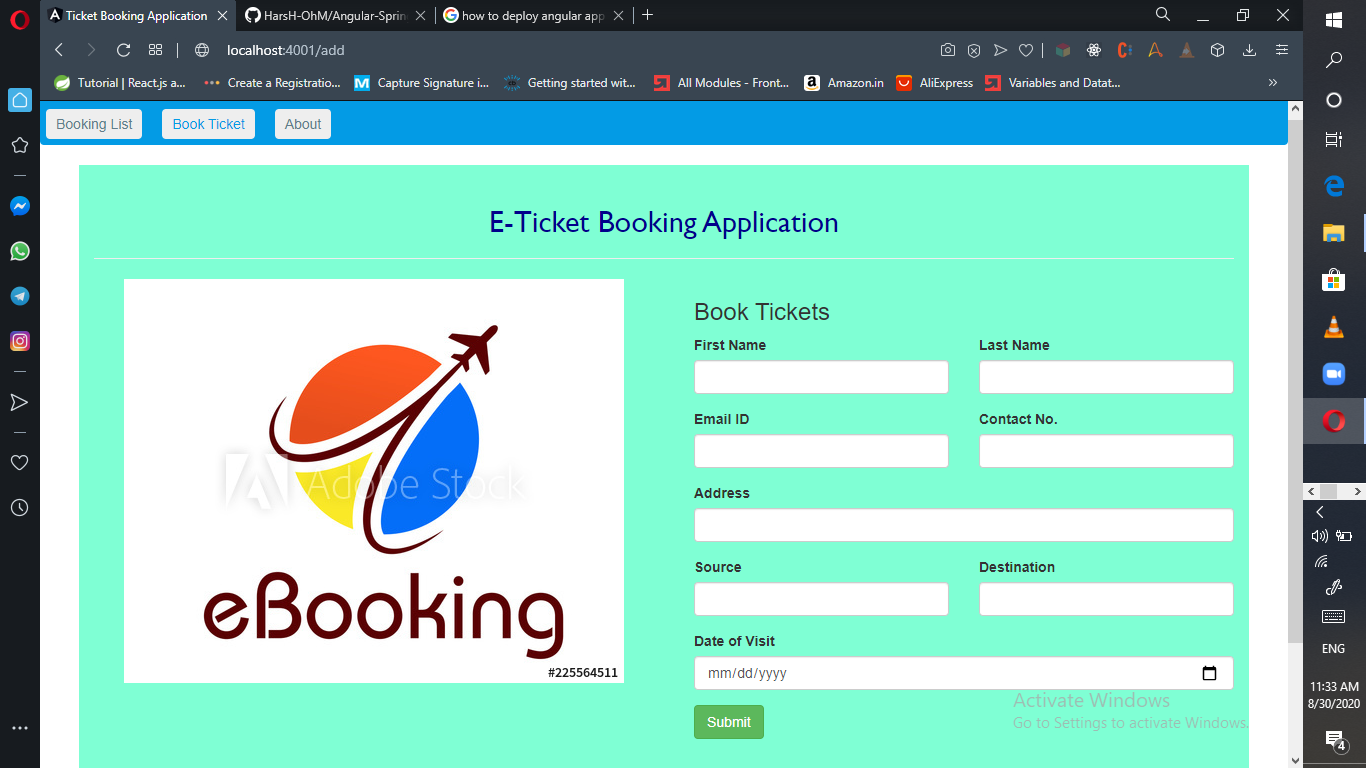 Ticket Booking Application
HarsH-OhM/Angular-Sprin
how to deploy angular app
localhost:4001/add
Tutorial | React.js a...
Create a Registratio...
Capture Signature i...
Getting started wit...
All Modules - Front...
Amazon.in
AliExpress
Variables and Datat...
Booking List
Book Ticket
About
E-Ticket Booking Application
Adobe Stock
eBooking
#225564511
Book Tickets
First Name
Last Name
Email ID
Contact No.
Address
Source
Destination
Date of Visit
mm/dd/yyyy
Submit
Activate Windows
Go to Settings to activate Windows.
ENG
11:33 AM
8/30/2020
4